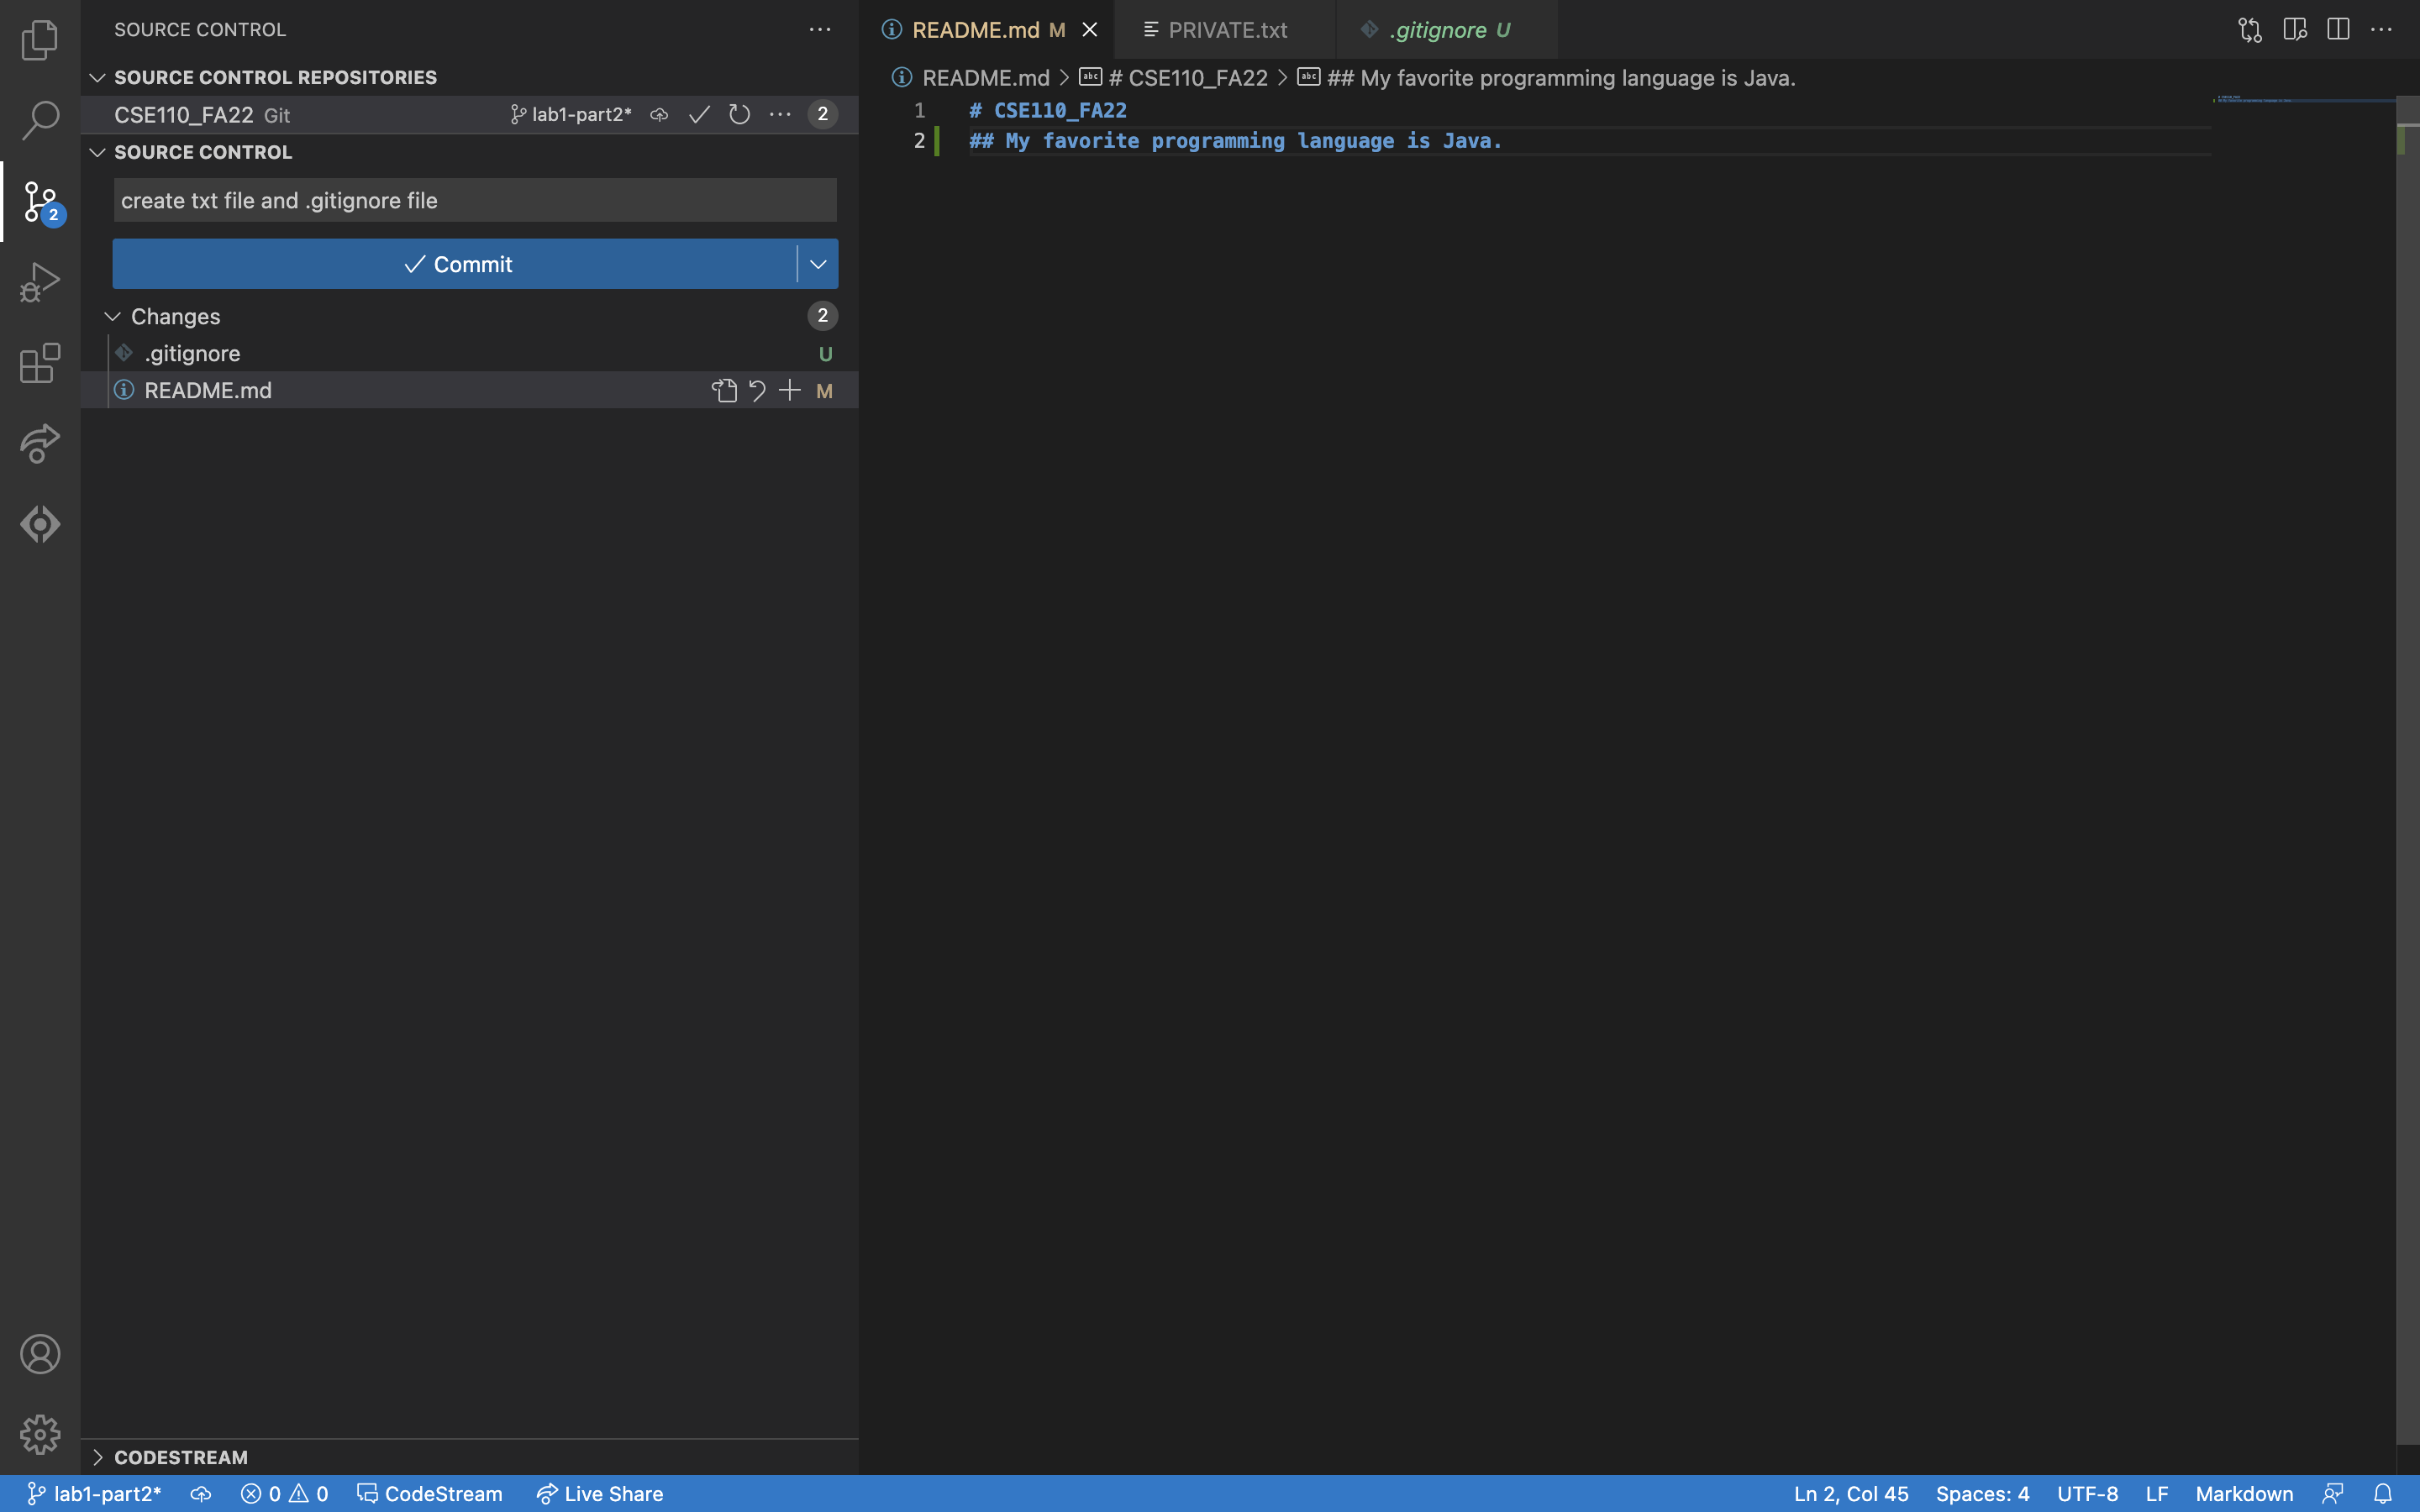 SOURCE CONTROL
SOURCE CONTROL REPOSITORIES
CSE110_FA22 Git lab1-part2* 2
SOURCE CONTROL
create txt file and .gitignore file
Commit
Changes 2
.gitignore U
README.md M
2
CODESTREAM
README.md M PRIVATE.txt .gitignore U
README.md > # CSE110_FA22 > ## My favorite programming language is Java.
1 # CSE110_FA22
2 ## My favorite programming language is Java.
lab1-part2* 0 0 CodeStream Live Share Ln 2, Col 45 Spaces: 4 UTF-8 LF Markdown